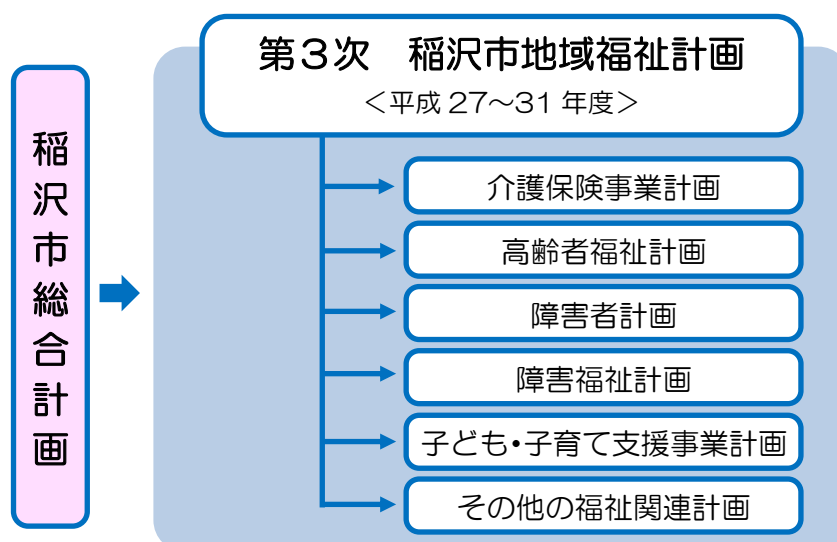 稲沢市総合計画
第3次　稲沢市地域福祉計画
＜平成 27～31 年度＞
介護保険事業計画
高齢者福祉計画
障害者計画
障害福祉計画
子ども・子育て支援事業計画
その他の福祉関連計画